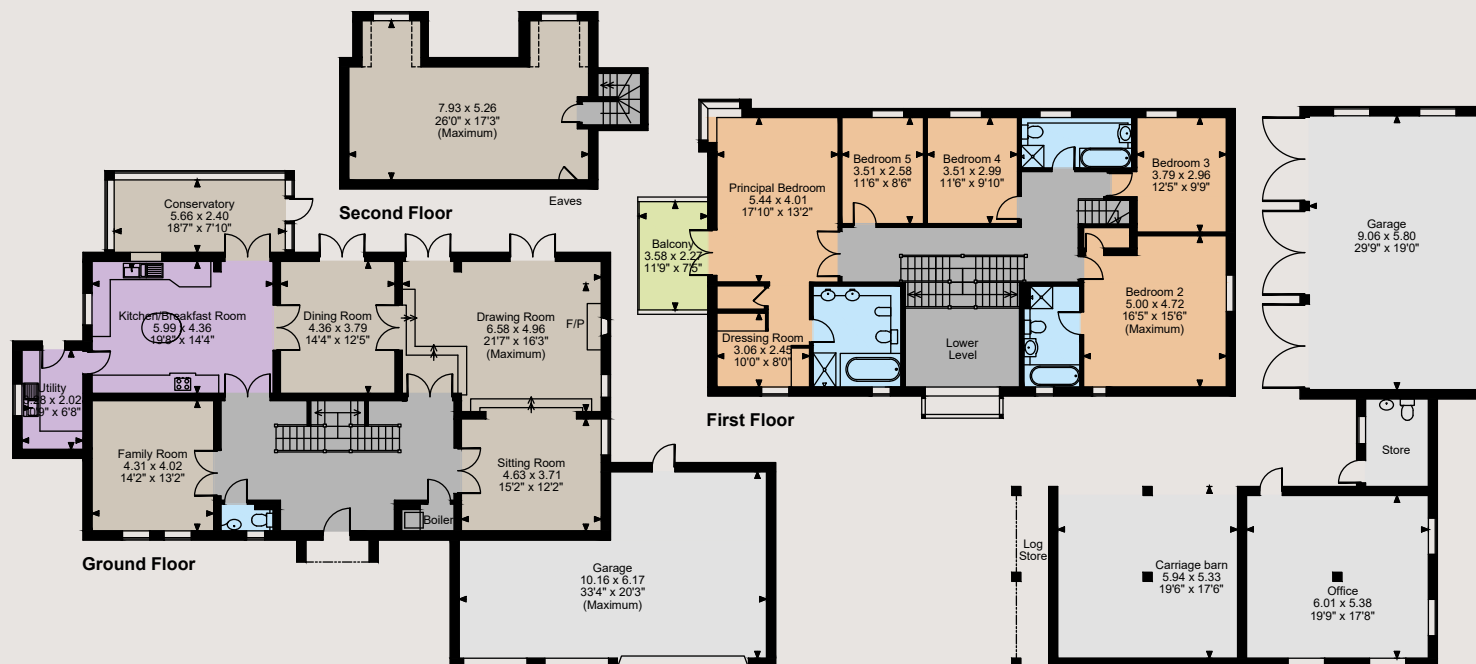 7.93 x 5.26
26'0" x 17'3"
(Maximum)
Eaves
Second Floor
Conservatory
5.66 x 2.40
18'7" x 7'10"
Kitchen/Breakfast Room
5.99 x 4.36
19'8" x 14'4"
Dining Room
4.36 x 3.79
14'4" x 12'5"
Drawing Room
6.58 x 4.96
21'7" x 16'3"
(Maximum)
F/P
Utility
x 2.02
x 6'8"
Family Room
4.31 x 4.02
14'2" x 13'2"
Sitting Room
4.63 x 3.71
15'2" x 12'2"
Boiler
Ground Floor
Garage
10.16 x 6.17
33'4" x 20'3"
(Maximum)
Principal Bedroom
5.44 x 4.01
17'10" x 13'2"
Bedroom 5
3.51 x 2.58
11'6" x 8'6"
Bedroom 4
3.51 x 2.99
11'6" x 9'10"
Bedroom 3
3.79 x 2.96
12'5" x 9'9"
Balcony
3.58 x 2.27
11'9" x 7'5"
Bedroom 2
5.00 x 4.72
16'5" x 15'6"
(Maximum)
Dressing Room
3.06 x 2.45
10'0" x 8'0"
Lower
Level
First Floor
Garage
9.06 x 5.80
29'9" x 19'0"
Store
Log
Store
Carriage barn
5.94 x 5.33
19'6" x 17'6"
Office
6.01 x 5.38
19'9" x 17'8"